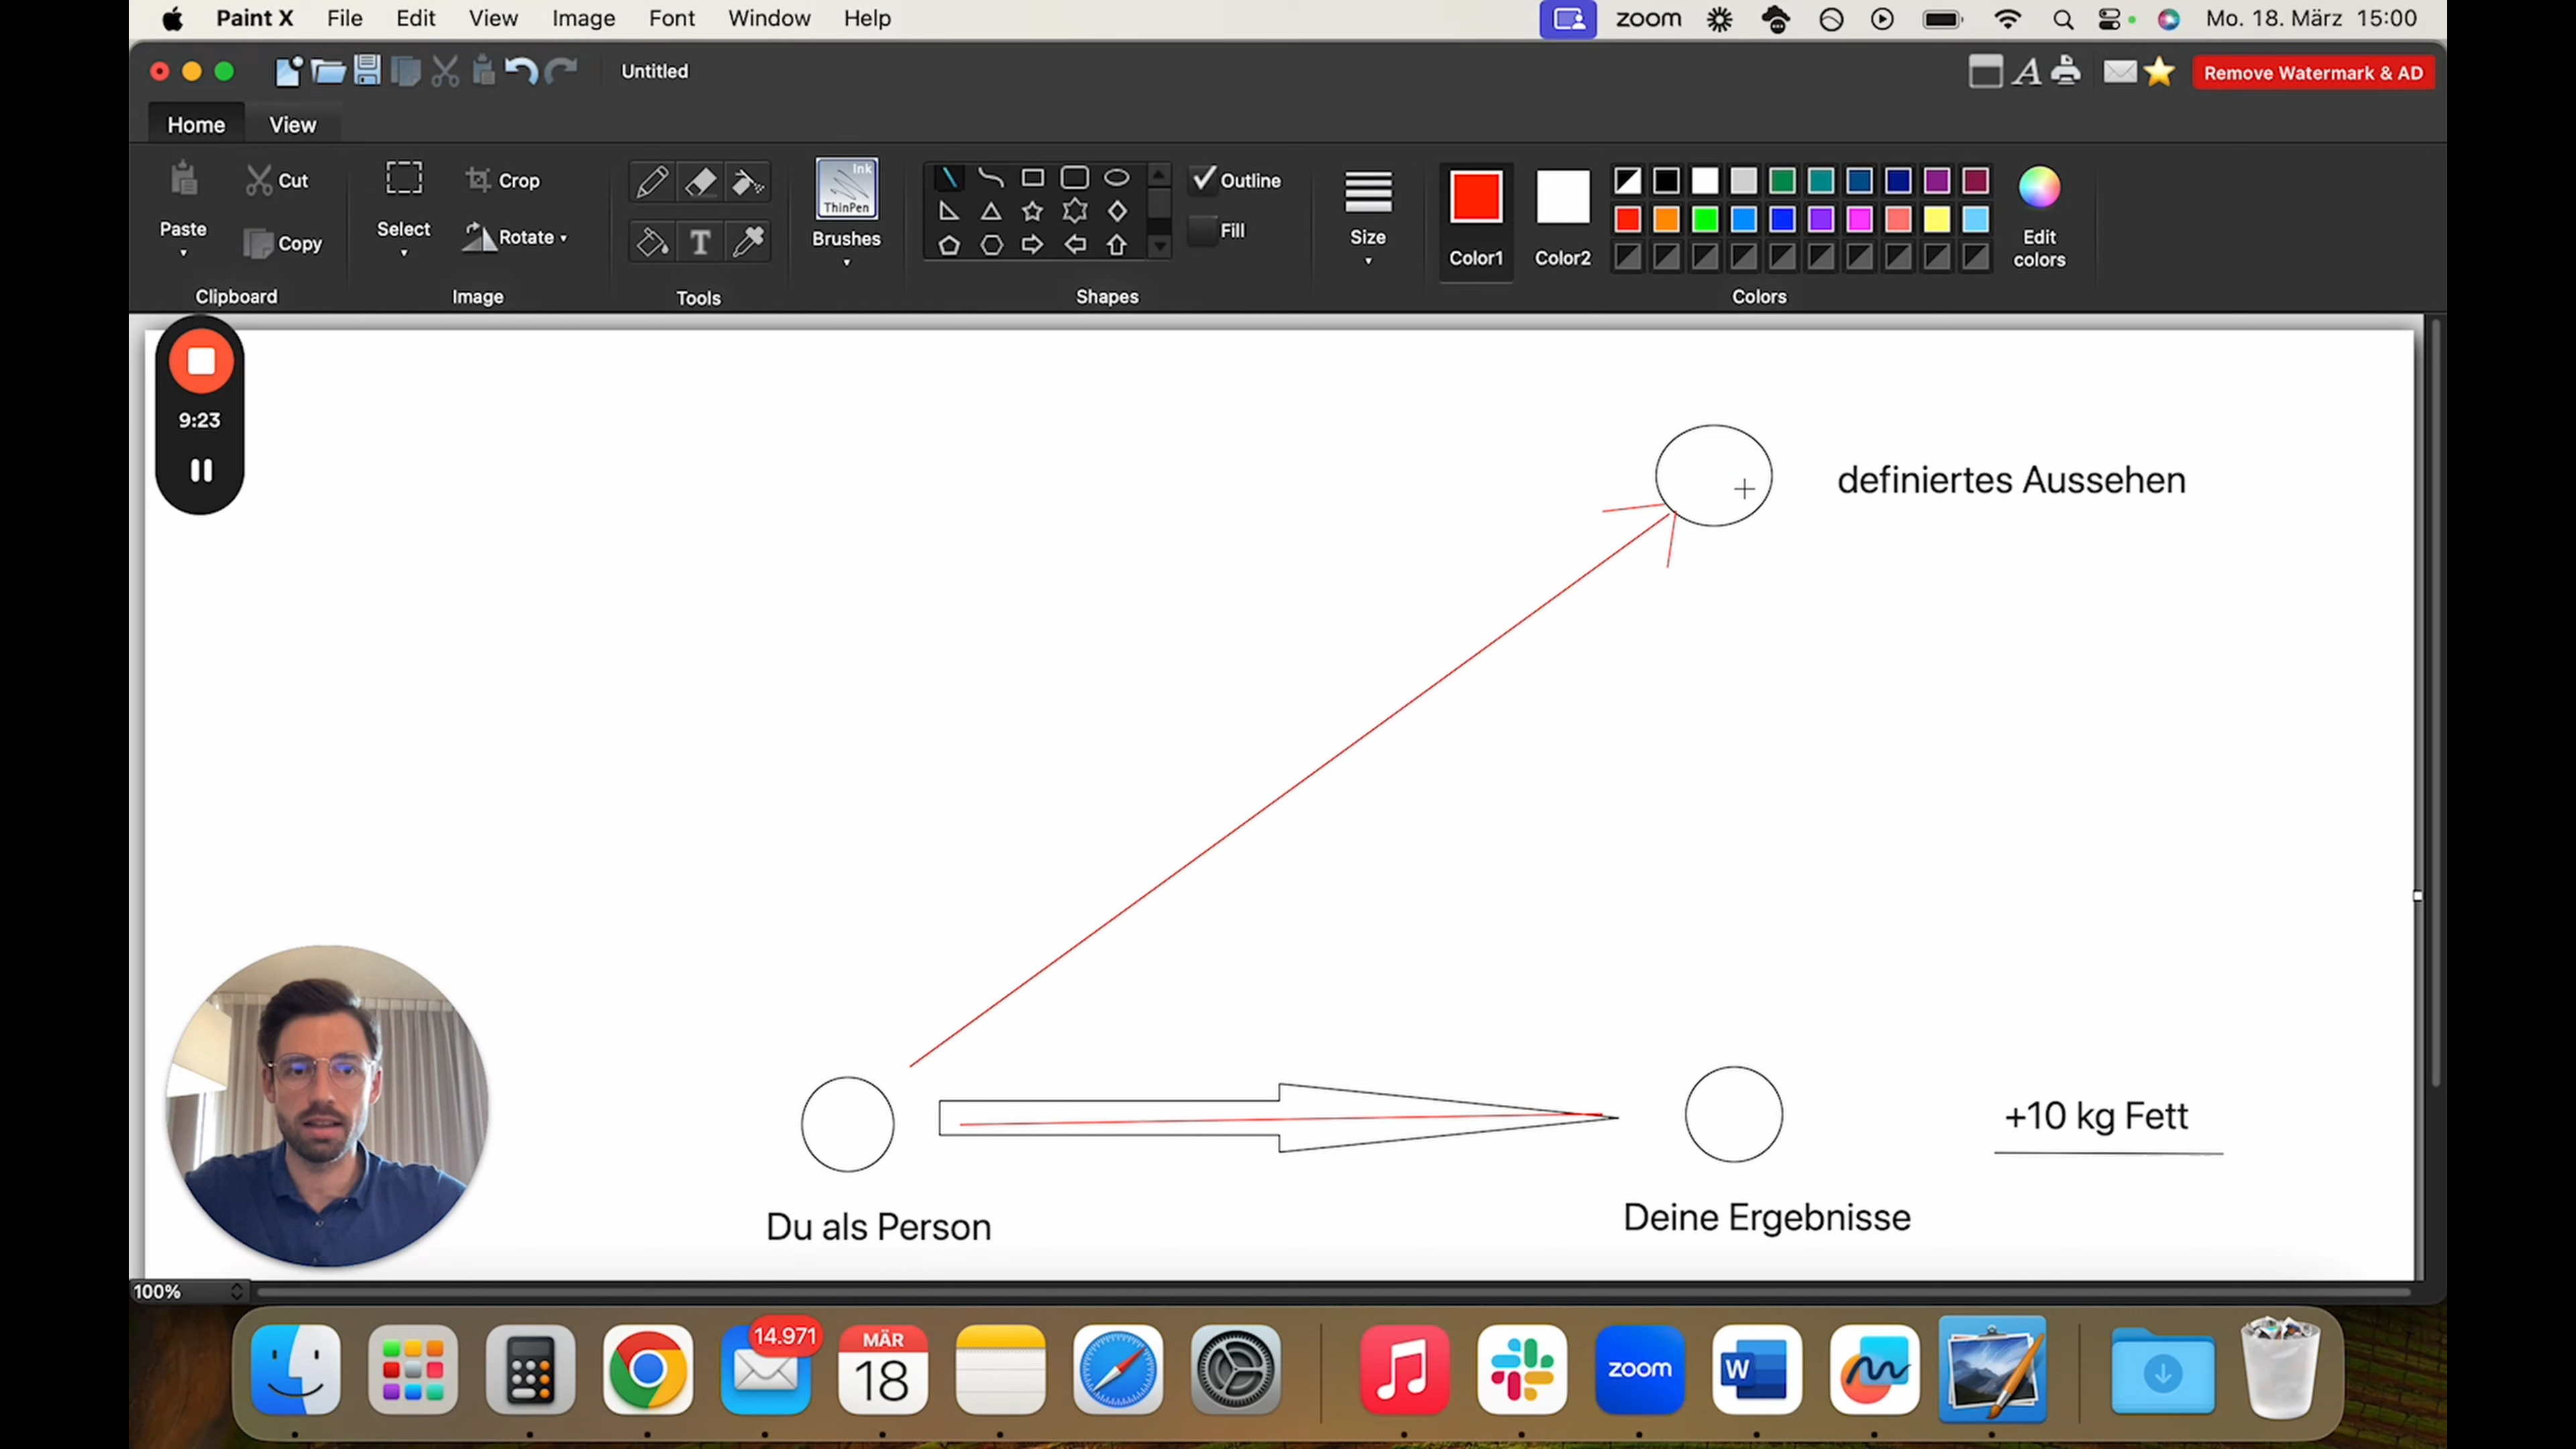 Paint X File Edit View Image Font Window Help zoom Mo. 18. März 15:00
Untitled Remove Watermark & AD
Home View
Paste Cut Copy Select Crop Rotate Ink ThinPen Brushes Outline Fill Size Color1 Color2 Edit colors
Clipboard Image Tools Shapes Colors
9:23
definiertes Aussehen
+10 kg Fett
Du als Person
Deine Ergebnisse
100%
14.971
MÄR
18
zoom
W